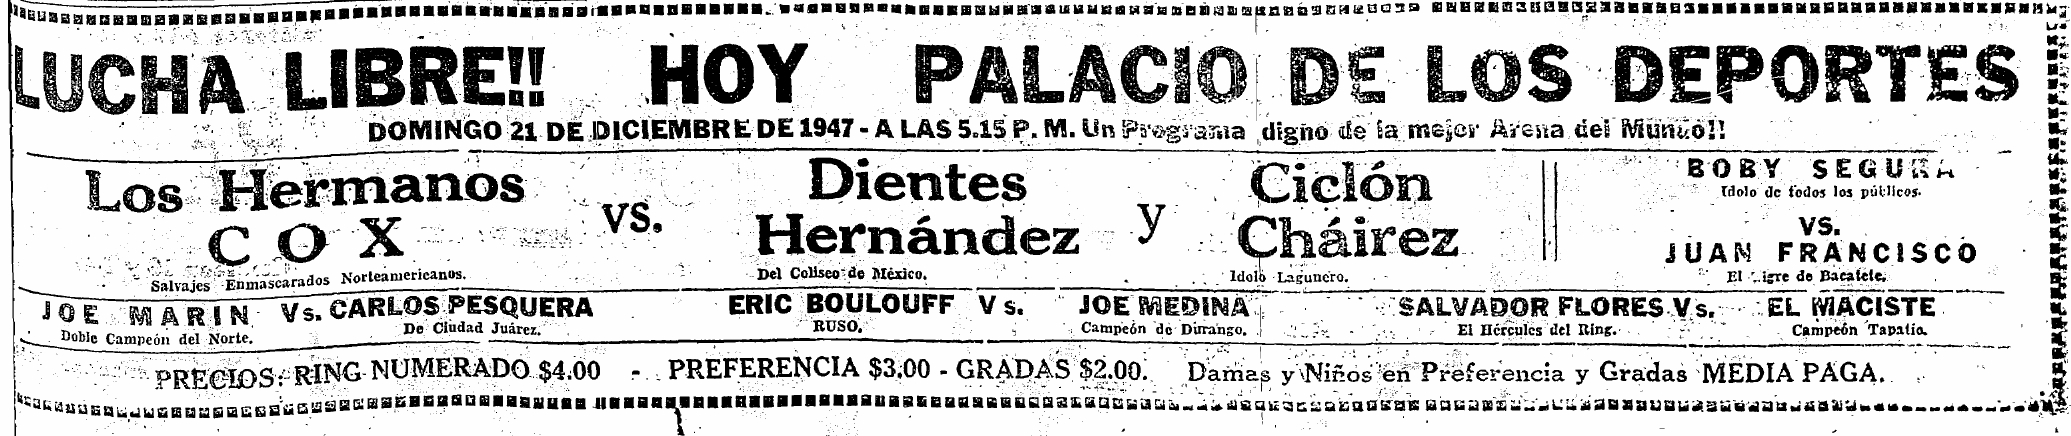 LUCHA LIBRE!! HOY PALACIO DE LOS DEPORTES
DOMINGO 21 DE DICIEMBRE DE 1947 - A LAS 5.15 P. M. Un Programa digno de la mejor Arena del Mundo!!
Los Hermanos
COX
Salvajes Enmascarados Norteamericanos.
vs.
Dientes
Hernández
Del Coliseo de México.
y
Ciclón
Cháirez
Idolo Lagunero.
BOBY SEGURA
Idolo de todos los públicos.
VS.
JUAN FRANCISCO
El Tigre de Bacatete.
JOE MARIN Vs. CARLOS PESQUERA
Doble Campeón del Norte. De Ciudad Juárez.
ERIC BOULOUFF Vs. JOE MEDINA
RUSO. Campeón de Durango.
SALVADOR FLORES Vs. EL MACISTE
El Hércules del Ring. Campeón Tapatío.
PRECIOS: RING NUMERADO $4.00 - PREFERENCIA $3.00 - GRADAS $2.00. Damas y Niños en Preferencia y Gradas MEDIA PAGA.